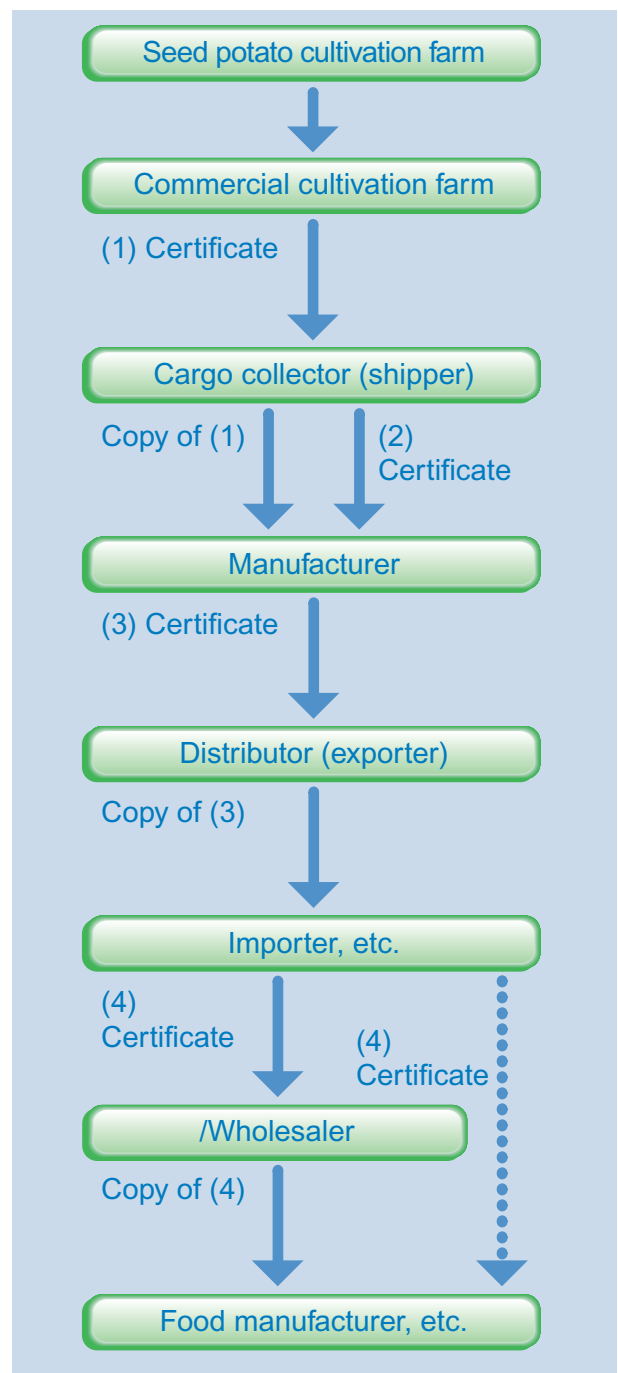 Seed potato cultivation farm
Commercial cultivation farm
(1) Certificate
Cargo collector (shipper)
Copy of (1)
(2)
Certificate
Manufacturer
(3) Certificate
Distributor (exporter)
Copy of (3)
Importer, etc.
(4)
Certificate
(4)
Certificate
/Wholesaler
Copy of (4)
Food manufacturer, etc.